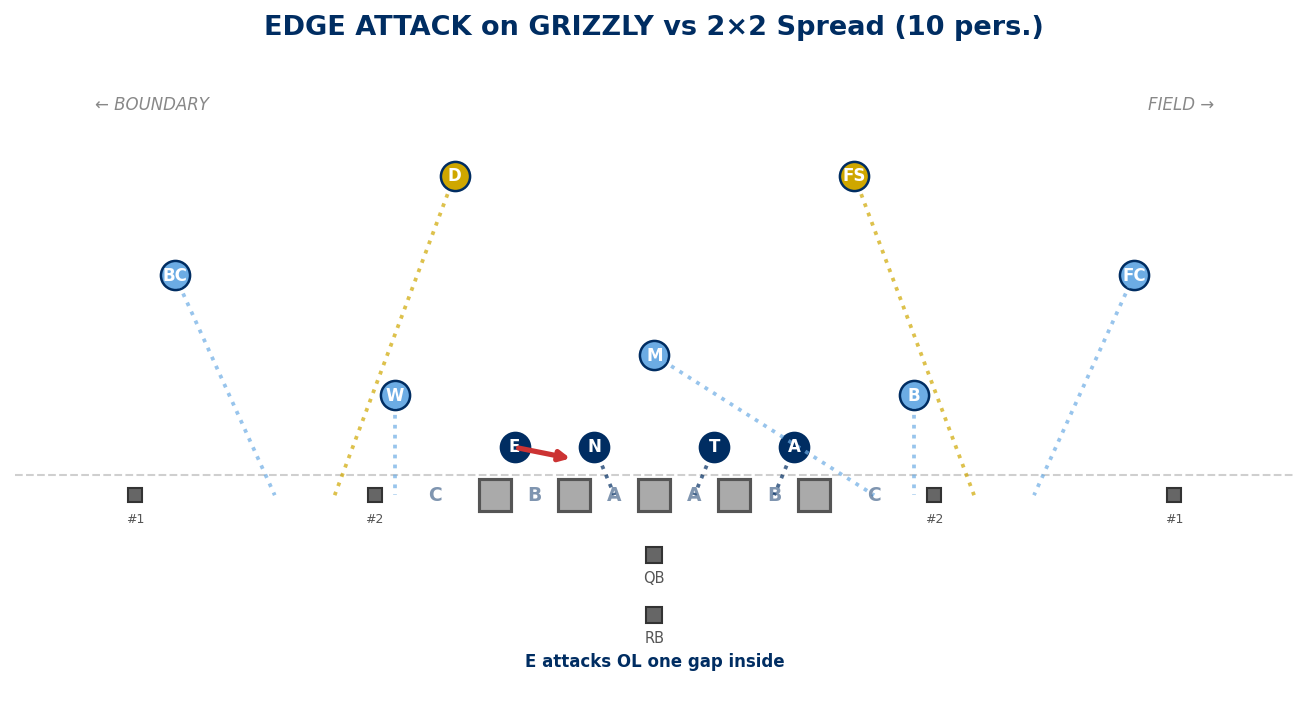 EDGE ATTACK on GRIZZLY vs 2×2 Spread (10 pers.)
← BOUNDARY
FIELD →
D
FS
BC
FC
M
W
B
E
N
T
A
C
B
A
A
B
C
#1
#2
#2
#1
QB
RB
E attacks OL one gap inside